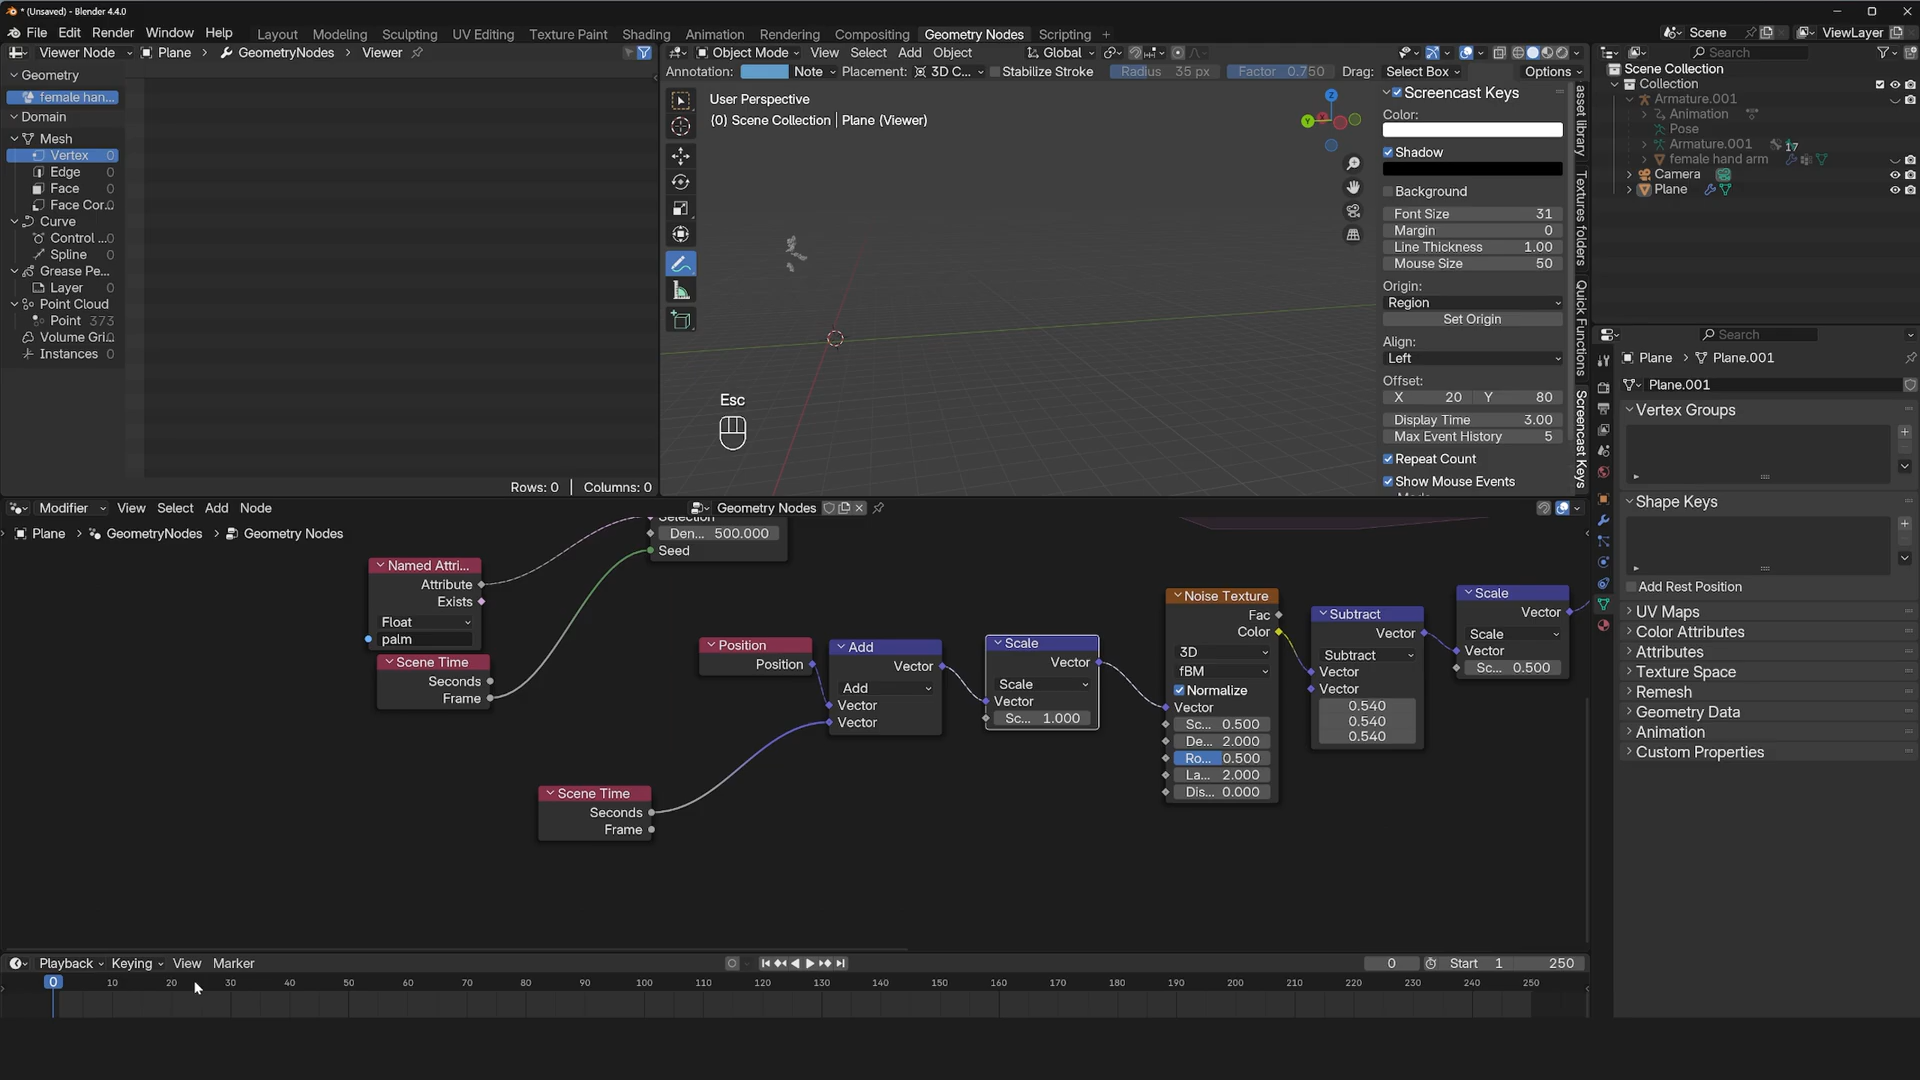 * (Unsaved) - Blender 4.4.0
File Edit Render Window Help Layout Modeling Sculpting UV Editing Texture Paint Shading Animation Rendering Compositing Geometry Nodes Scripting + Scene ViewLayer
Viewer Node Plane GeometryNodes Viewer
Object Mode View Select Add Object Global
Search
Annotation: Note Placement: 3D C... Stabilize Stroke Radius 35 px Factor 0.750 Drag: Select Box Options
Geometry
female han...
Domain
Mesh
Vertex 0
Edge 0
Face 0
Face Cor... 0
Curve
Control ... 0
Spline 0
Grease Pe...
Layer 0
Point Cloud
Point 373
Volume Gri... 0
Instances 0
Rows: 0 Columns: 0
User Perspective
(0) Scene Collection | Plane (Viewer)
Z
Y
X
Esc
Screencast Keys
Color:
Shadow
Background
Font Size 31
Margin 0
Line Thickness 1.00
Mouse Size 50
Origin:
Region
Set Origin
Align:
Left
Offset:
X 20 Y 80
Display Time 3.00
Max Event History 5
Repeat Count
Show Mouse Events
asset library
Textures folders
Quick Functions
Screencast Keys
Scene Collection
Collection
Armature.001
Animation
Pose
Armature.001 17
female hand arm
Camera
Plane
Search
Plane Plane.001
Plane.001
Vertex Groups
Shape Keys
Add Rest Position
UV Maps
Color Attributes
Attributes
Texture Space
Remesh
Geometry Data
Animation
Custom Properties
Modifier View Select Add Node Geometry Nodes
Plane GeometryNodes Geometry Nodes
Selection
Den... 500.000
Seed
Named Attri...
Attribute
Exists
Float
palm
Scene Time
Seconds
Frame
Position
Position
Add
Vector
Add
Vector
Vector
Scene Time
Seconds
Frame
Scale
Vector
Scale
Vector
Sc... 1.000
Noise Texture
Fac
Color
3D
fBM
Normalize
Vector
Sc... 0.500
De... 2.000
Ro... 0.500
La... 2.000
Dis... 0.000
Subtract
Vector
Subtract
Vector
Vector
0.540
0.540
0.540
Scale
Vector
Scale
Vector
Sc... 0.500
Playback Keying View Marker 0 Start 1 250
0 10 20 30 40 50 60 70 80 90 100 110 120 130 140 150 160 170 180 190 200 210 220 230 240 250